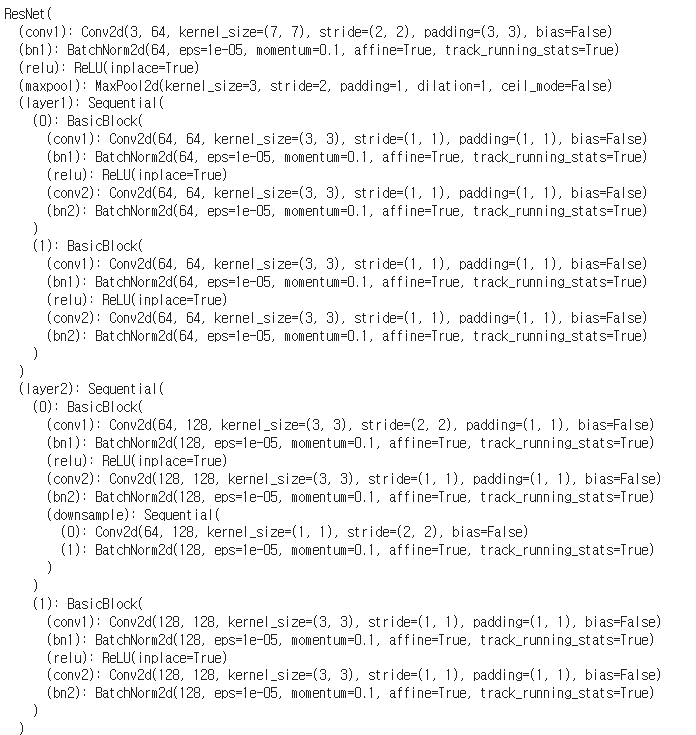 ResNet(
  (conv1): Conv2d(3, 64, kernel_size=(7, 7), stride=(2, 2), padding=(3, 3), bias=False)
  (bn1): BatchNorm2d(64, eps=1e-05, momentum=0.1, affine=True, track_running_stats=True)
  (relu): ReLU(inplace=True)
  (maxpool): MaxPool2d(kernel_size=3, stride=2, padding=1, dilation=1, ceil_mode=False)
  (layer1): Sequential(
    (0): BasicBlock(
      (conv1): Conv2d(64, 64, kernel_size=(3, 3), stride=(1, 1), padding=(1, 1), bias=False)
      (bn1): BatchNorm2d(64, eps=1e-05, momentum=0.1, affine=True, track_running_stats=True)
      (relu): ReLU(inplace=True)
      (conv2): Conv2d(64, 64, kernel_size=(3, 3), stride=(1, 1), padding=(1, 1), bias=False)
      (bn2): BatchNorm2d(64, eps=1e-05, momentum=0.1, affine=True, track_running_stats=True)
    )
    (1): BasicBlock(
      (conv1): Conv2d(64, 64, kernel_size=(3, 3), stride=(1, 1), padding=(1, 1), bias=False)
      (bn1): BatchNorm2d(64, eps=1e-05, momentum=0.1, affine=True, track_running_stats=True)
      (relu): ReLU(inplace=True)
      (conv2): Conv2d(64, 64, kernel_size=(3, 3), stride=(1, 1), padding=(1, 1), bias=False)
      (bn2): BatchNorm2d(64, eps=1e-05, momentum=0.1, affine=True, track_running_stats=True)
    )
  )
  (layer2): Sequential(
    (0): BasicBlock(
      (conv1): Conv2d(64, 128, kernel_size=(3, 3), stride=(2, 2), padding=(1, 1), bias=False)
      (bn1): BatchNorm2d(128, eps=1e-05, momentum=0.1, affine=True, track_running_stats=True)
      (relu): ReLU(inplace=True)
      (conv2): Conv2d(128, 128, kernel_size=(3, 3), stride=(1, 1), padding=(1, 1), bias=False)
      (bn2): BatchNorm2d(128, eps=1e-05, momentum=0.1, affine=True, track_running_stats=True)
      (downsample): Sequential(
        (0): Conv2d(64, 128, kernel_size=(1, 1), stride=(2, 2), bias=False)
        (1): BatchNorm2d(128, eps=1e-05, momentum=0.1, affine=True, track_running_stats=True)
      )
    )
    (1): BasicBlock(
      (conv1): Conv2d(128, 128, kernel_size=(3, 3), stride=(1, 1), padding=(1, 1), bias=False)
      (bn1): BatchNorm2d(128, eps=1e-05, momentum=0.1, affine=True, track_running_stats=True)
      (relu): ReLU(inplace=True)
      (conv2): Conv2d(128, 128, kernel_size=(3, 3), stride=(1, 1), padding=(1, 1), bias=False)
      (bn2): BatchNorm2d(128, eps=1e-05, momentum=0.1, affine=True, track_running_stats=True)
    )
  )